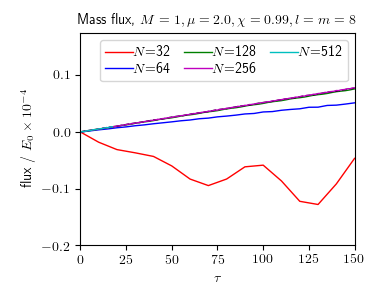 Mass flux, M = 1, μ = 2.0, χ = 0.99, l = m = 8
N=32 N=128 N=512
N=64 N=256
flux / E₀ × 10⁻⁴
0.1
0.0
−0.1
−0.2
0 25 50 75 100 125 150
τ